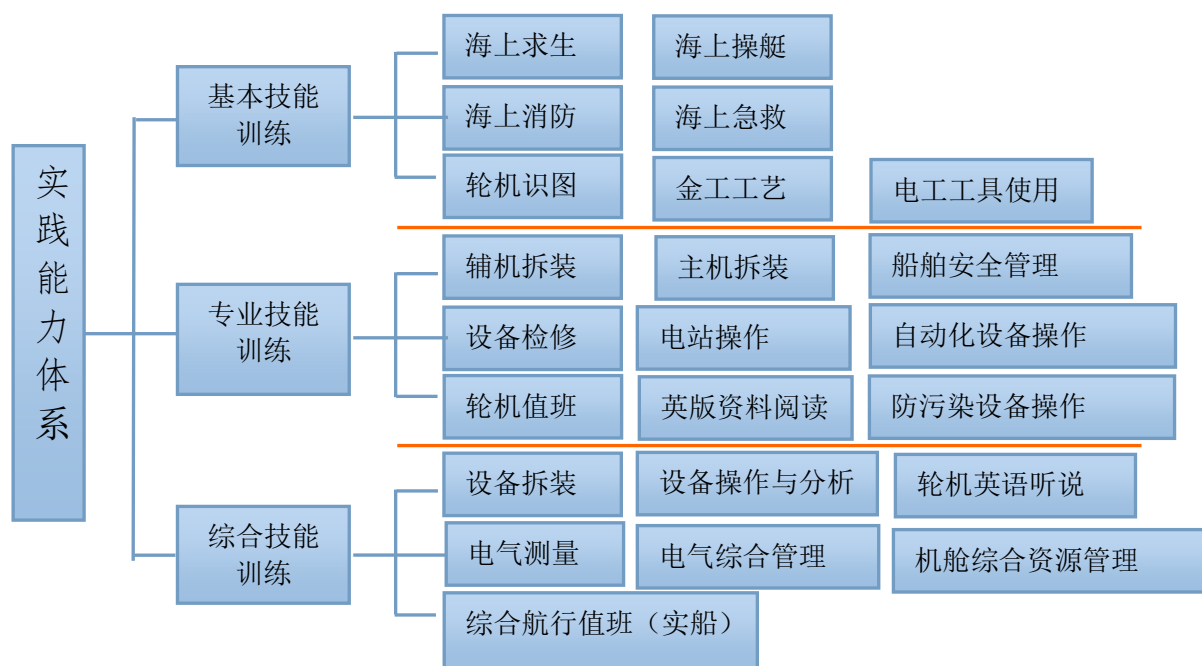 实践能力体系
基本技能
训练
海上求生
海上操艇
海上消防
海上急救
轮机识图
金工工艺
电工工具使用
专业技能
训练
辅机拆装
主机拆装
船舶安全管理
设备检修
电站操作
自动化设备操作
轮机值班
英版资料阅读
防污染设备操作
综合技能
训练
设备拆装
设备操作与分析
轮机英语听说
电气测量
电气综合管理
机舱综合资源管理
综合航行值班（实船）